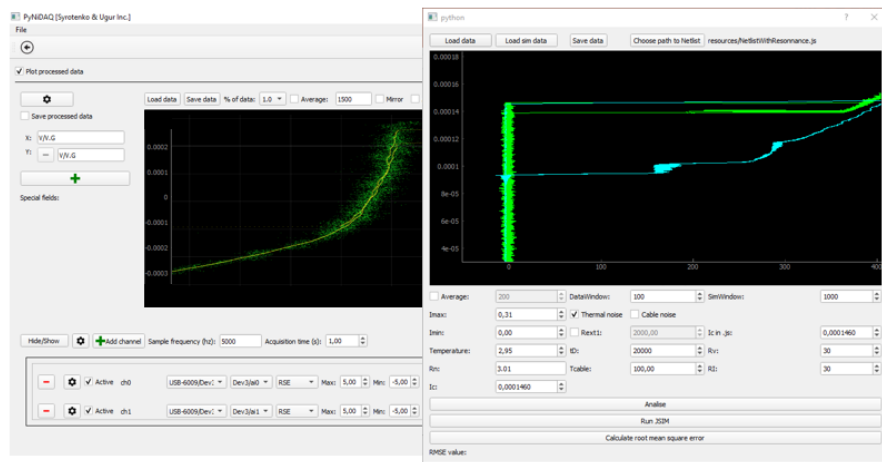 PyNiDAQ [Syrotenko & Ugur Inc.]
File
Plot processed data
Load data Save data % of data: 1.0 Average: 1500 Mirror
Save processed data
X: V/V.G
Y: — V/V.G
Special fields:
0.0002
0.0001
0
-0.0001
-0.0002
-0.0003
Hide/Show Add channel Sample frequency (hz): 5000 Acquisition time (s): 1,00
Active ch0 USB-6009/Dev: Dev3/ai0 RSE Max: 5,00 Min: -5,00
Active ch1 USB-6009/Dev: Dev3/ai1 RSE Max: 5,00 Min: -5,00
python
Load data Load sim data Save data Choose path to Netlist resources/NetlistWithResonnance.js
0.00018
0.00016
0.00014
0.00012
0.0001
8e-05
6e-05
4e-05
0 100 200 300 400
Average: 200 DataWindow: 100 SimWindow: 1000
Imax: 0,31 Thermal noise Cable noise
Imin: 0,00 Rext1: 2000,00 Ic in .js: 0,0001460
Temperature: 2,95 tD: 20000 Rv: 30
Rn: 3.01 Tcable: 100,00 RI: 30
Ic: 0,0001460
Analise
Run JSIM
Calculate root mean square error
RMSE value: